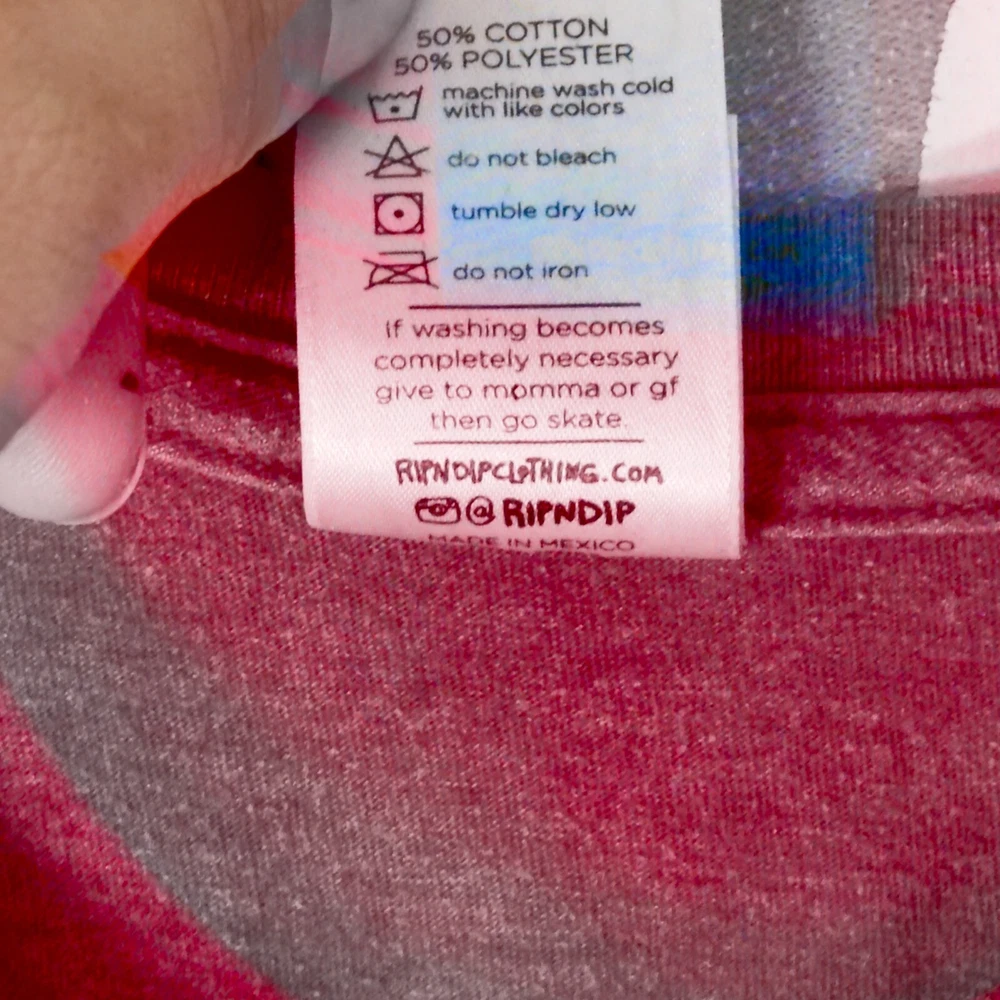 50% COTTON
50% POLYESTER
machine wash cold
with like colors
do not bleach
tumble dry low
do not iron
If washing becomes
completely necessary
give to momma or gf
then go skate.
RIPNDIPCLOTHING.COM
@RIPNDIP
MADE IN MEXICO